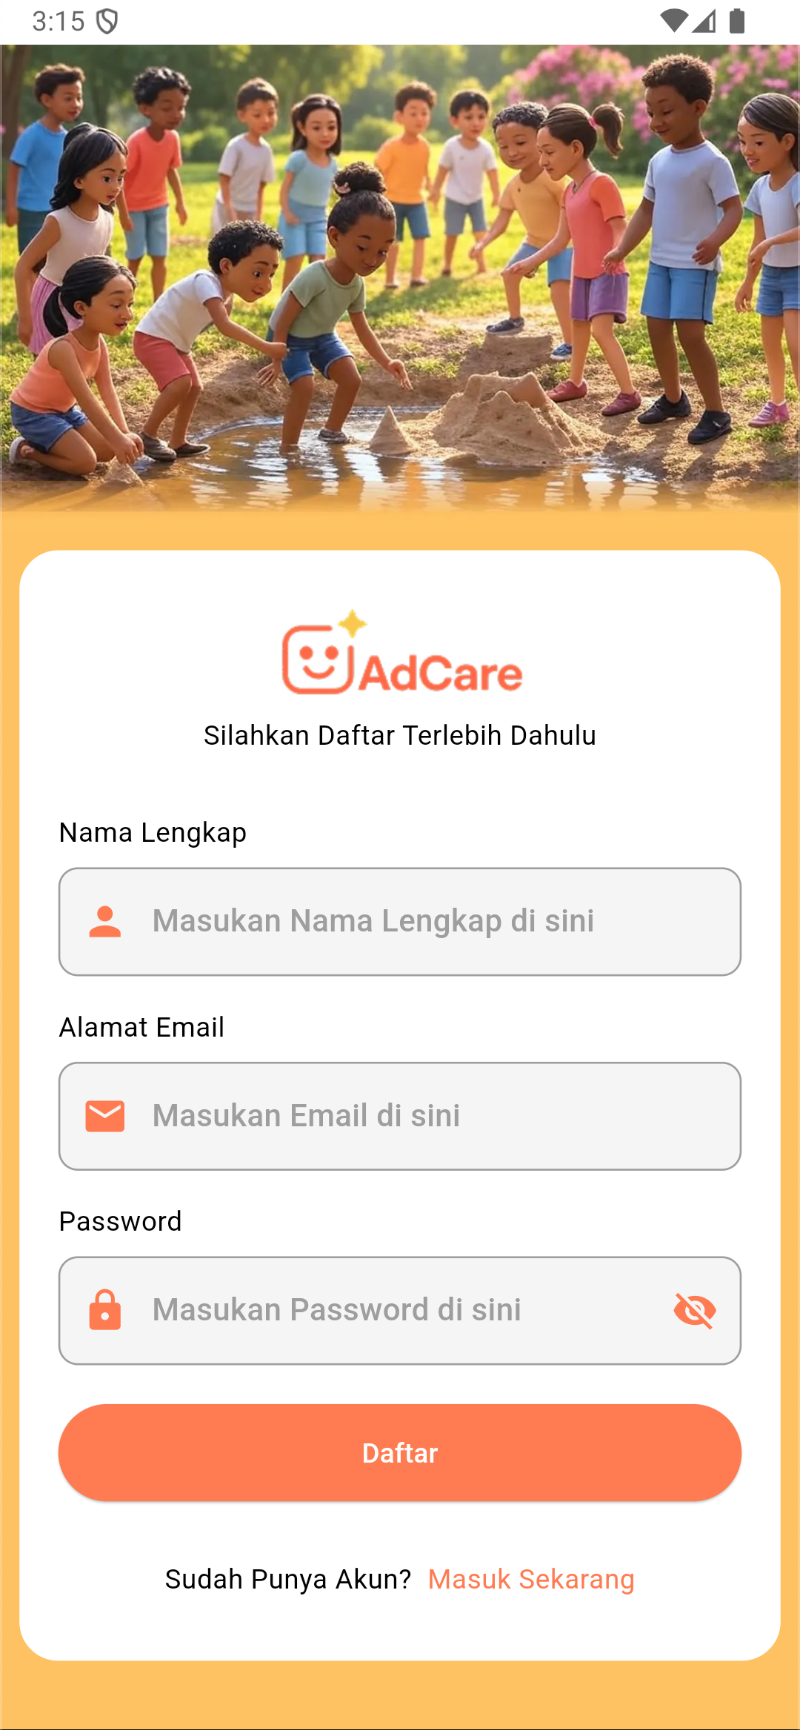 3:15
AdCare
Silahkan Daftar Terlebih Dahulu
Nama Lengkap
Masukan Nama Lengkap di sini
Alamat Email
Masukan Email di sini
Password
Masukan Password di sini
Daftar
Sudah Punya Akun? Masuk Sekarang